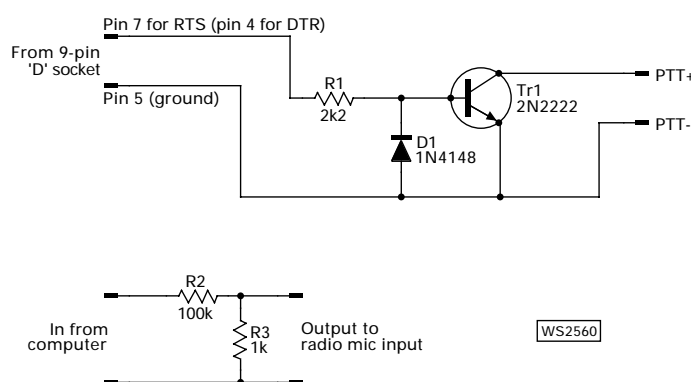 Pin 7 for RTS (pin 4 for DTR)
From 9-pin
'D' socket
Pin 5 (ground)
R1
2k2
D1
1N4148
Tr1
2N2222
PTT+
PTT-
R2
100k
In from
computer
R3
1k
Output to
radio mic input
WS2560